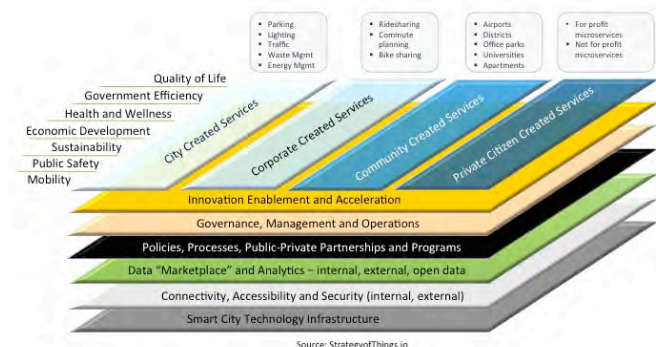 Parking
Lighting
Traffic
Waste Mgmt
Energy Mgmt
Ridesharing
Commute
planning
Bike sharing
Airports
Districts
Office parks
Universities
Apartments
For profit
microservices
Not for profit
microservices
Quality of Life
Government Efficiency
Health and Wellness
Economic Development
Sustainability
Public Safety
Mobility
City Created Services
Corporate Created Services
Community Created Services
Private Citizen Created Services
Innovation Enablement and Acceleration
Governance, Management and Operations
Policies, Processes, Public-Private Partnerships and Programs
Data “Marketplace” and Analytics – internal, external, open data
Connectivity, Accessibility and Security (internal, external)
Smart City Technology Infrastructure
Source: StrategyofThings.io